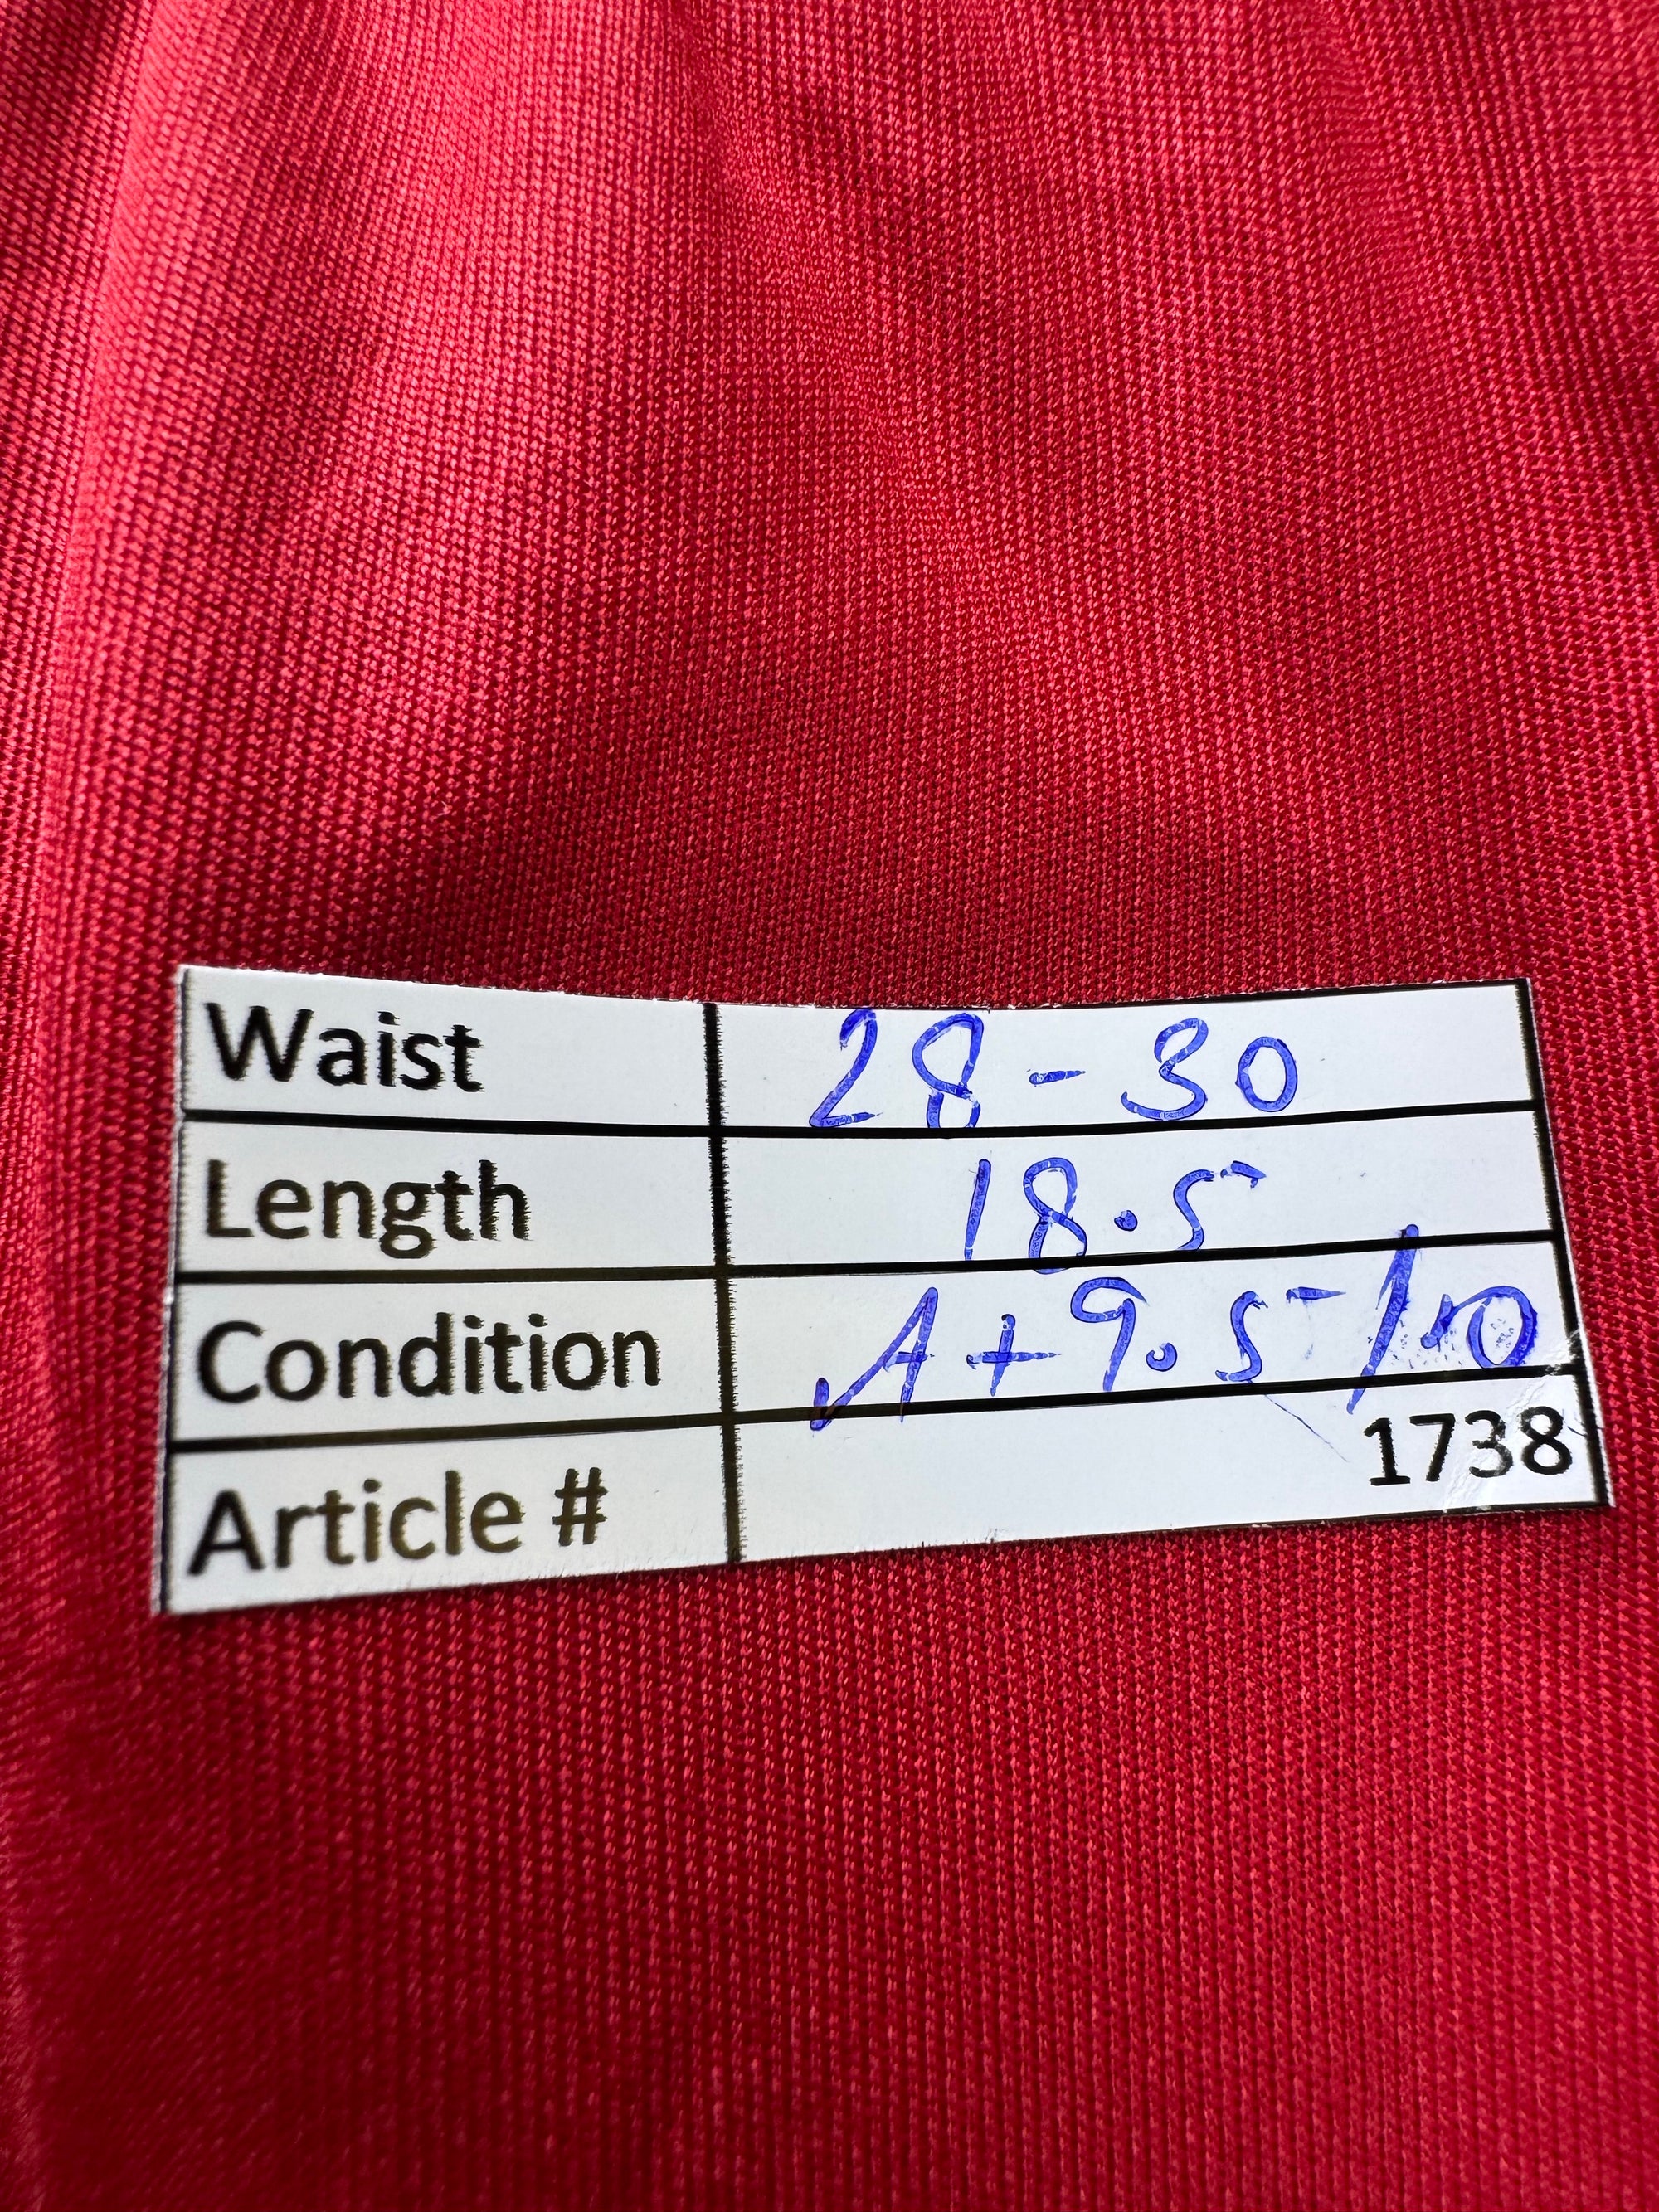 Waist 28-30
Length 18.5
Condition A+ 9.5/10
Article # 1738